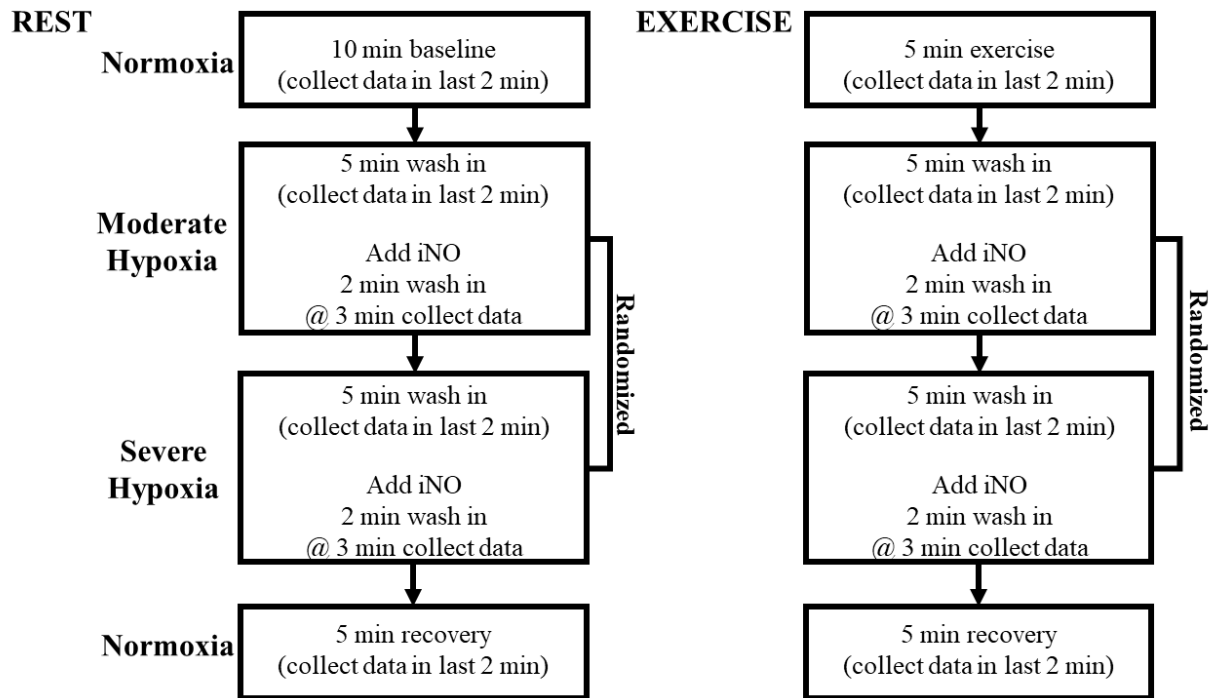 REST
Normoxia
10 min baseline
(collect data in last 2 min)
Moderate
Hypoxia
5 min wash in
(collect data in last 2 min)
Add iNO
2 min wash in
@ 3 min collect data
Severe
Hypoxia
5 min wash in
(collect data in last 2 min)
Add iNO
2 min wash in
@ 3 min collect data
Randomized
Normoxia
5 min recovery
(collect data in last 2 min)
EXERCISE
5 min exercise
(collect data in last 2 min)
5 min wash in
(collect data in last 2 min)
Add iNO
2 min wash in
@ 3 min collect data
5 min wash in
(collect data in last 2 min)
Add iNO
2 min wash in
@ 3 min collect data
Randomized
5 min recovery
(collect data in last 2 min)